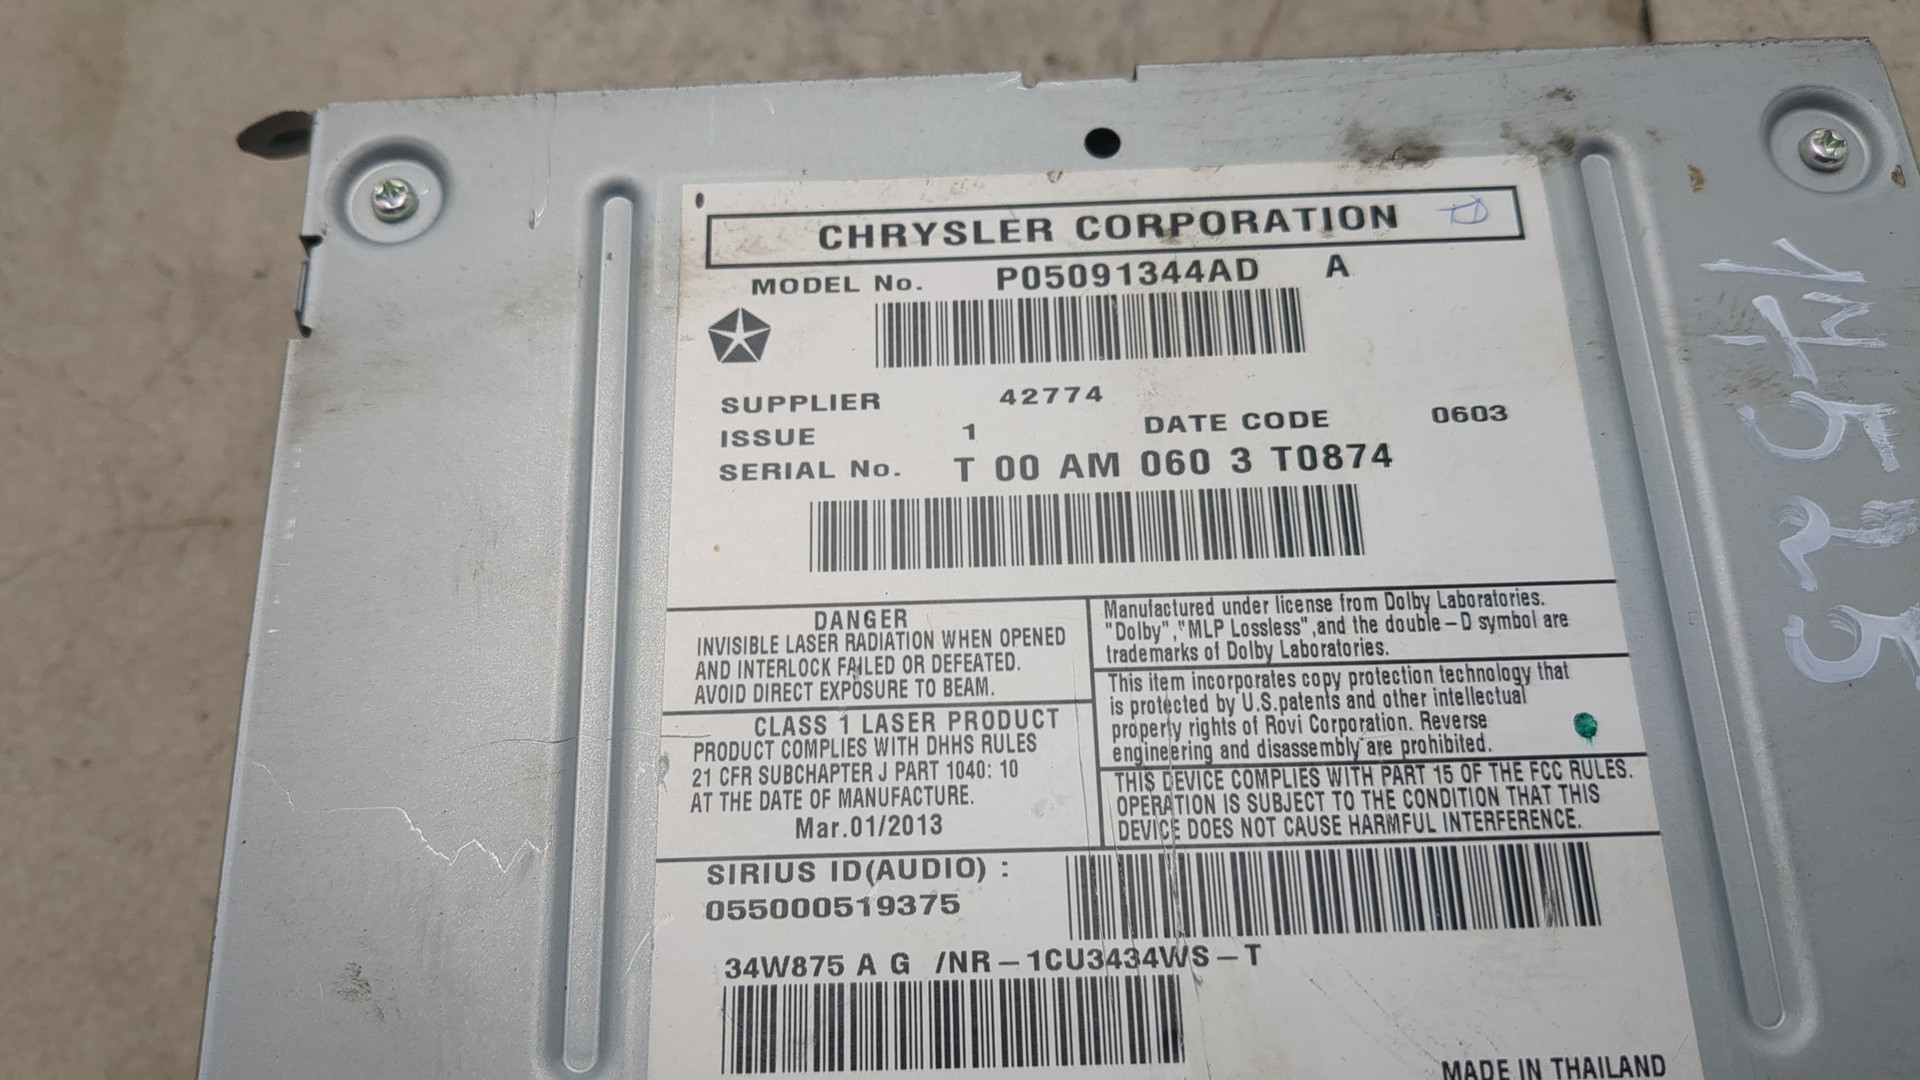 CHRYSLER CORPORATION
MODEL No. P05091344AD A
SUPPLIER 42774
ISSUE 1 DATE CODE 0603
SERIAL No. T 00 AM 060 3 T0874
DANGER
INVISIBLE LASER RADIATION WHEN OPENED
AND INTERLOCK FAILED OR DEFEATED.
AVOID DIRECT EXPOSURE TO BEAM.
CLASS 1 LASER PRODUCT
PRODUCT COMPLIES WITH DHHS RULES
21 CFR SUBCHAPTER J PART 1040: 10
AT THE DATE OF MANUFACTURE.
Mar.01/2013
Manufactured under license from Dolby Laboratories.
"Dolby","MLP Lossless",and the double-D symbol are
trademarks of Dolby Laboratories.
This item incorporates copy protection technology that
is protected by U.S.patents and other intellectual
property rights of Rovi Corporation. Reverse
engineering and disassembly are prohibited.
THIS DEVICE COMPLIES WITH PART 15 OF THE FCC RULES.
OPERATION IS SUBJECT TO THE CONDITION THAT THIS
DEVICE DOES NOT CAUSE HARMFUL INTERFERENCE.
SIRIUS ID(AUDIO) :
055000519375
34W875 A G /NR-1CU3434WS-T
MADE IN THAILAND